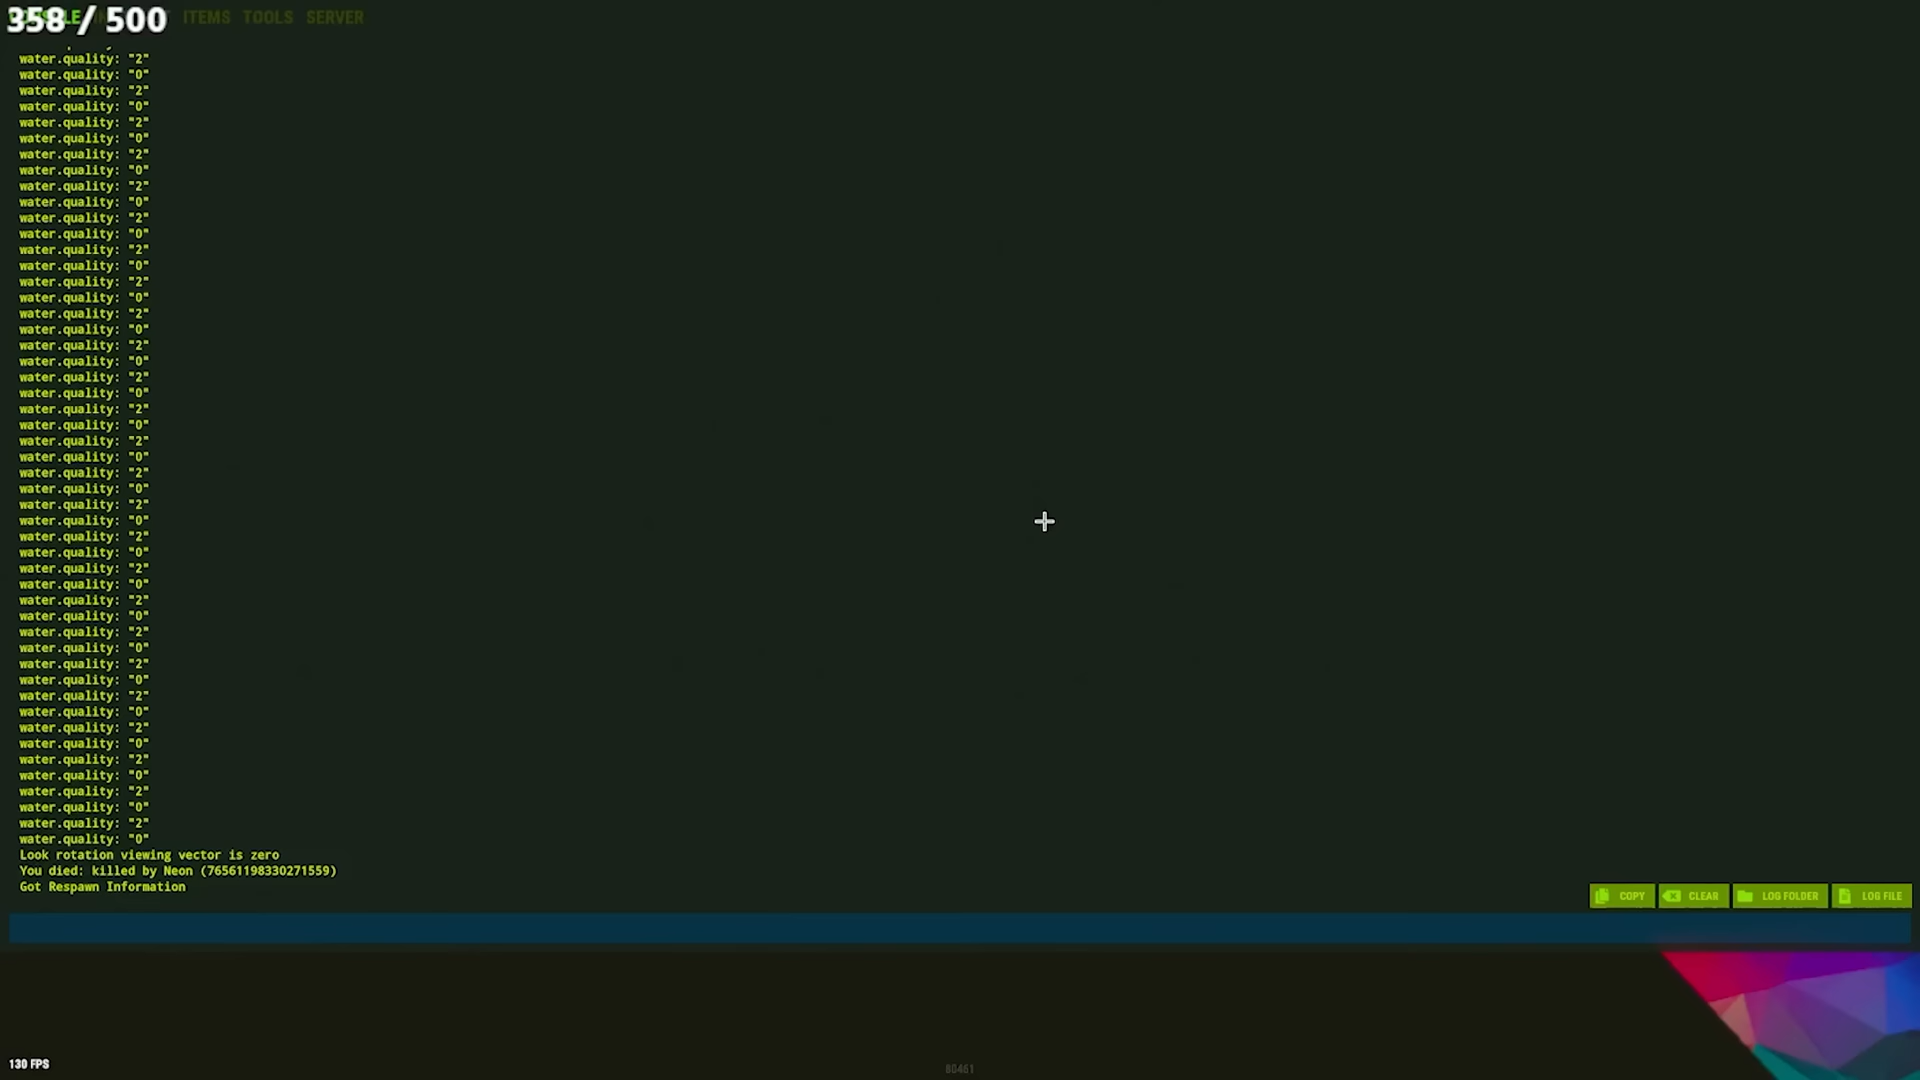 358 / 500
ITEMS TOOLS SERVER
water.quality: "2"
water.quality: "0"
water.quality: "2"
water.quality: "0"
water.quality: "2"
water.quality: "0"
water.quality: "2"
water.quality: "0"
water.quality: "2"
water.quality: "0"
water.quality: "2"
water.quality: "0"
water.quality: "2"
water.quality: "0"
water.quality: "2"
water.quality: "0"
water.quality: "2"
water.quality: "0"
water.quality: "2"
water.quality: "0"
water.quality: "2"
water.quality: "0"
water.quality: "2"
water.quality: "0"
water.quality: "2"
water.quality: "0"
water.quality: "2"
water.quality: "0"
water.quality: "2"
water.quality: "0"
water.quality: "2"
water.quality: "0"
water.quality: "2"
water.quality: "0"
water.quality: "2"
water.quality: "0"
water.quality: "2"
water.quality: "0"
water.quality: "2"
water.quality: "0"
water.quality: "2"
water.quality: "0"
water.quality: "2"
water.quality: "0"
water.quality: "2"
water.quality: "0"
water.quality: "2"
water.quality: "0"
water.quality: "2"
water.quality: "0"
Look rotation viewing vector is zero
You died: killed by Neon (76561198330271559)
Got Respawn Information
COPY CLEAR LOG FOLDER LOG FILE
130 FPS
80461